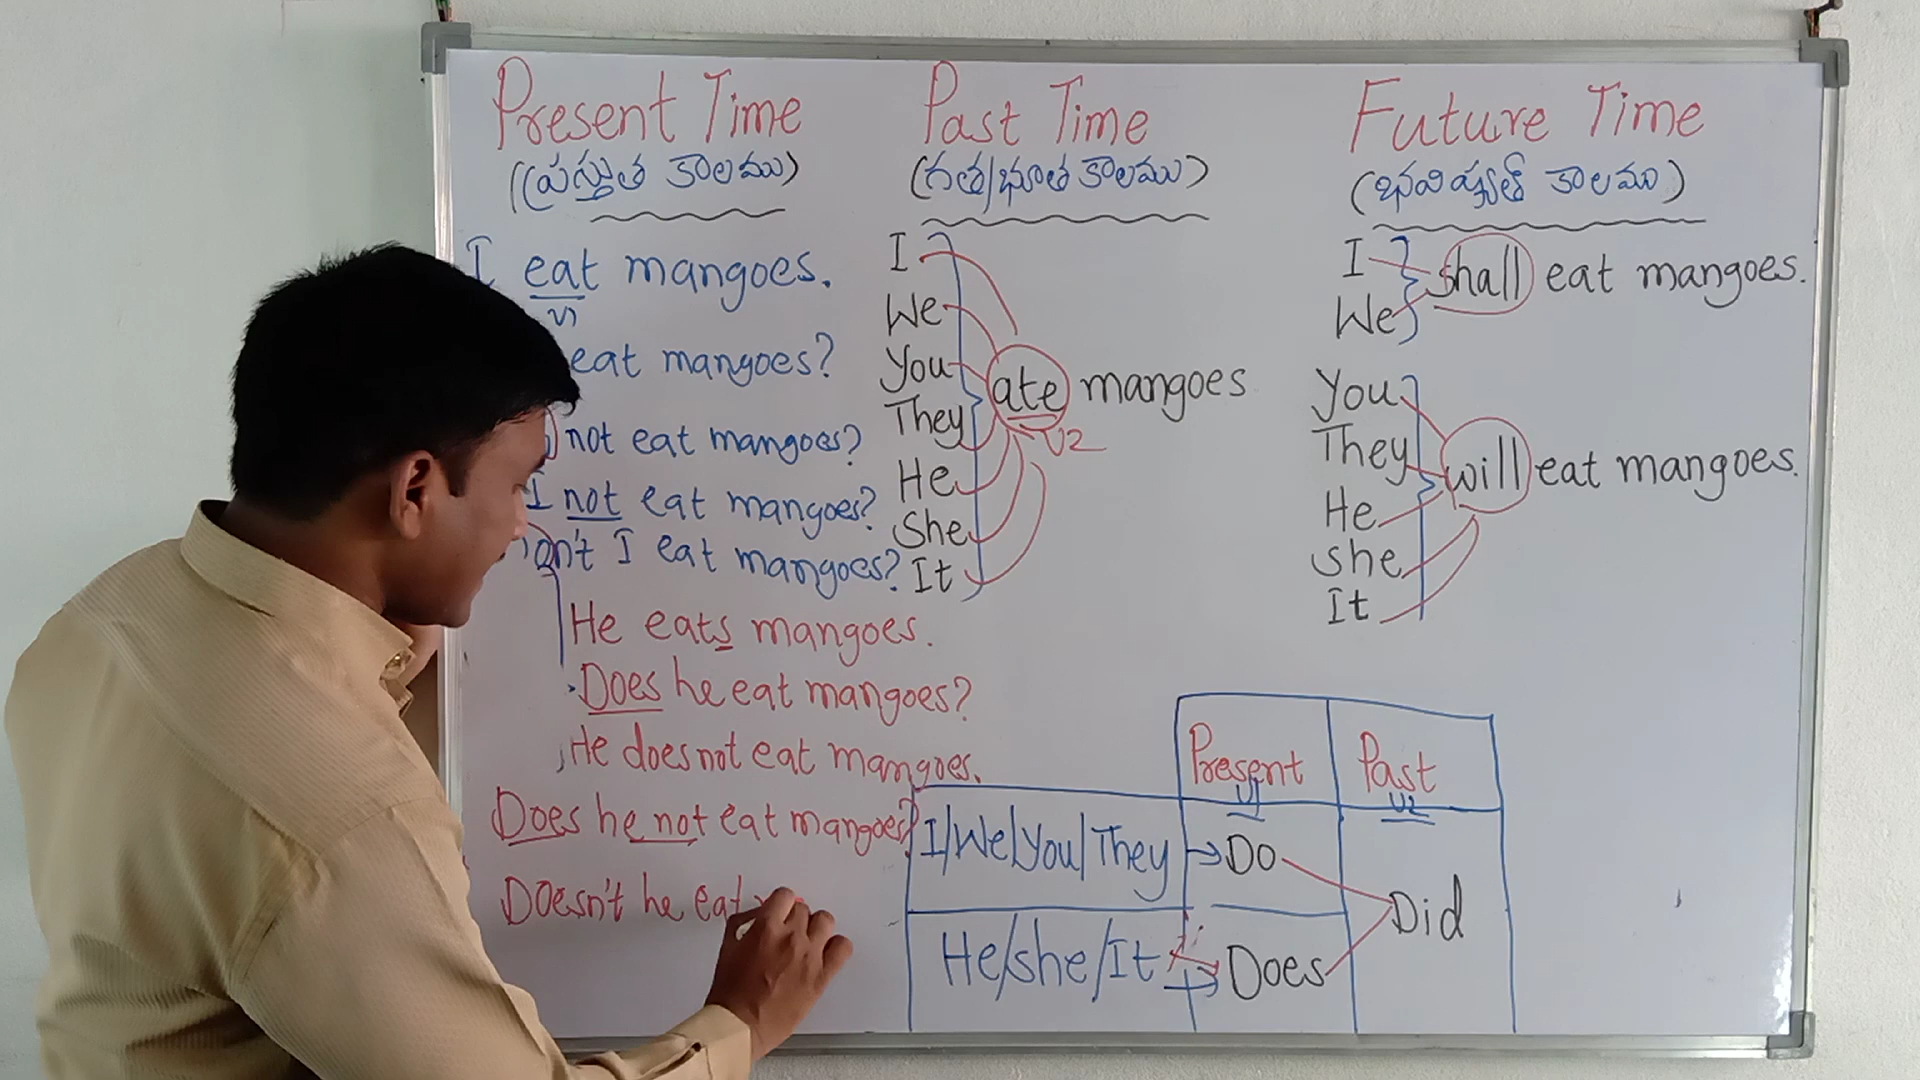 Present Time
(ప్రస్తుత కాలము)
I eat mangoes.
V1
eat mangoes?
not eat mangoes?
I not eat mangoes?
on't I eat mangoes?
He eats mangoes.
Does he eat mangoes?
He does not eat mangoes.
Does he not eat mangoes?
Doesn't he eat
Past Time
(గత/భూత కాలము)
I
We
You
They
He
She
It
ate mangoes
V2
Future Time
(భవిష్యత్ కాలము)
I
We
shall eat mangoes.
You
They
He
she
It
will eat mangoes.
Present Past
V1 V2
I/We/You/They → Do
Did
He/she/It → Does